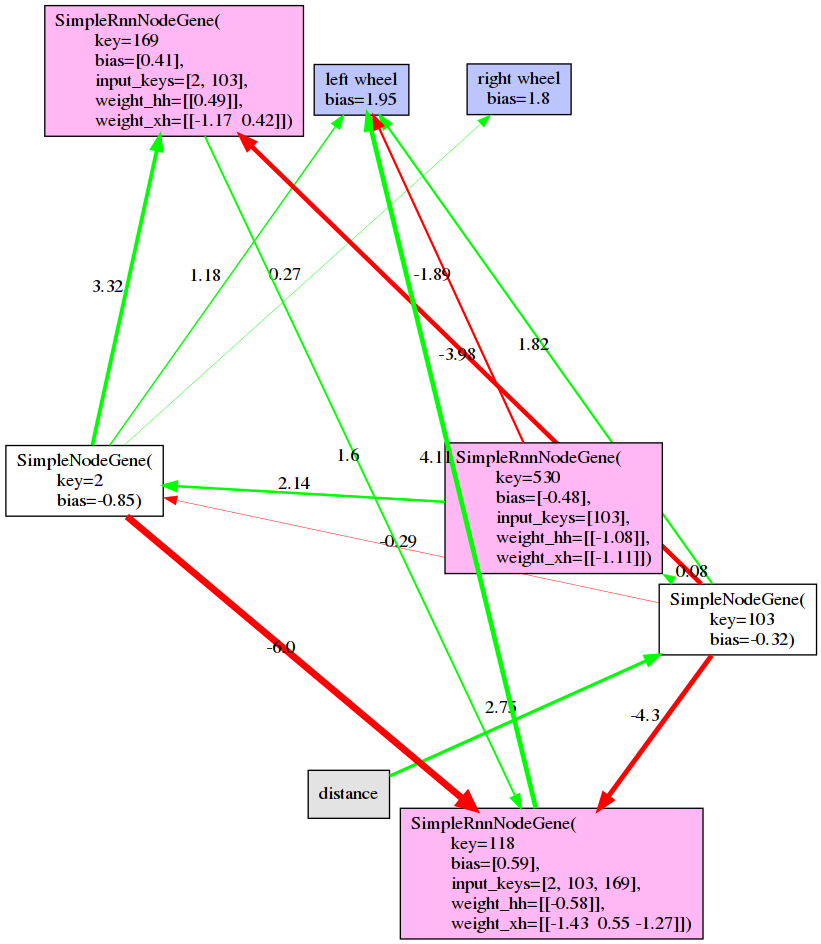 SimpleRnnNodeGene(
key=169
bias=[0.41],
input_keys=[2, 103],
weight_hh=[[0.49]],
weight_xh=[[-1.17 0.42]])
left wheel
bias=1.95
right wheel
bias=1.8
3.32
1.18
0.27
-1.89
-3.98
1.82
1.6
4.11
2.14
-0.29
0.08
SimpleNodeGene(
key=2
bias=-0.85)
SimpleRnnNodeGene(
key=530
bias=[-0.48],
input_keys=[103],
weight_hh=[[-1.08]],
weight_xh=[[-1.11]])
SimpleNodeGene(
key=103
bias=-0.32)
-6.0
2.75
-4.3
distance
SimpleRnnNodeGene(
key=118
bias=[0.59],
input_keys=[2, 103, 169],
weight_hh=[[-0.58]],
weight_xh=[[-1.43 0.55 -1.27]])